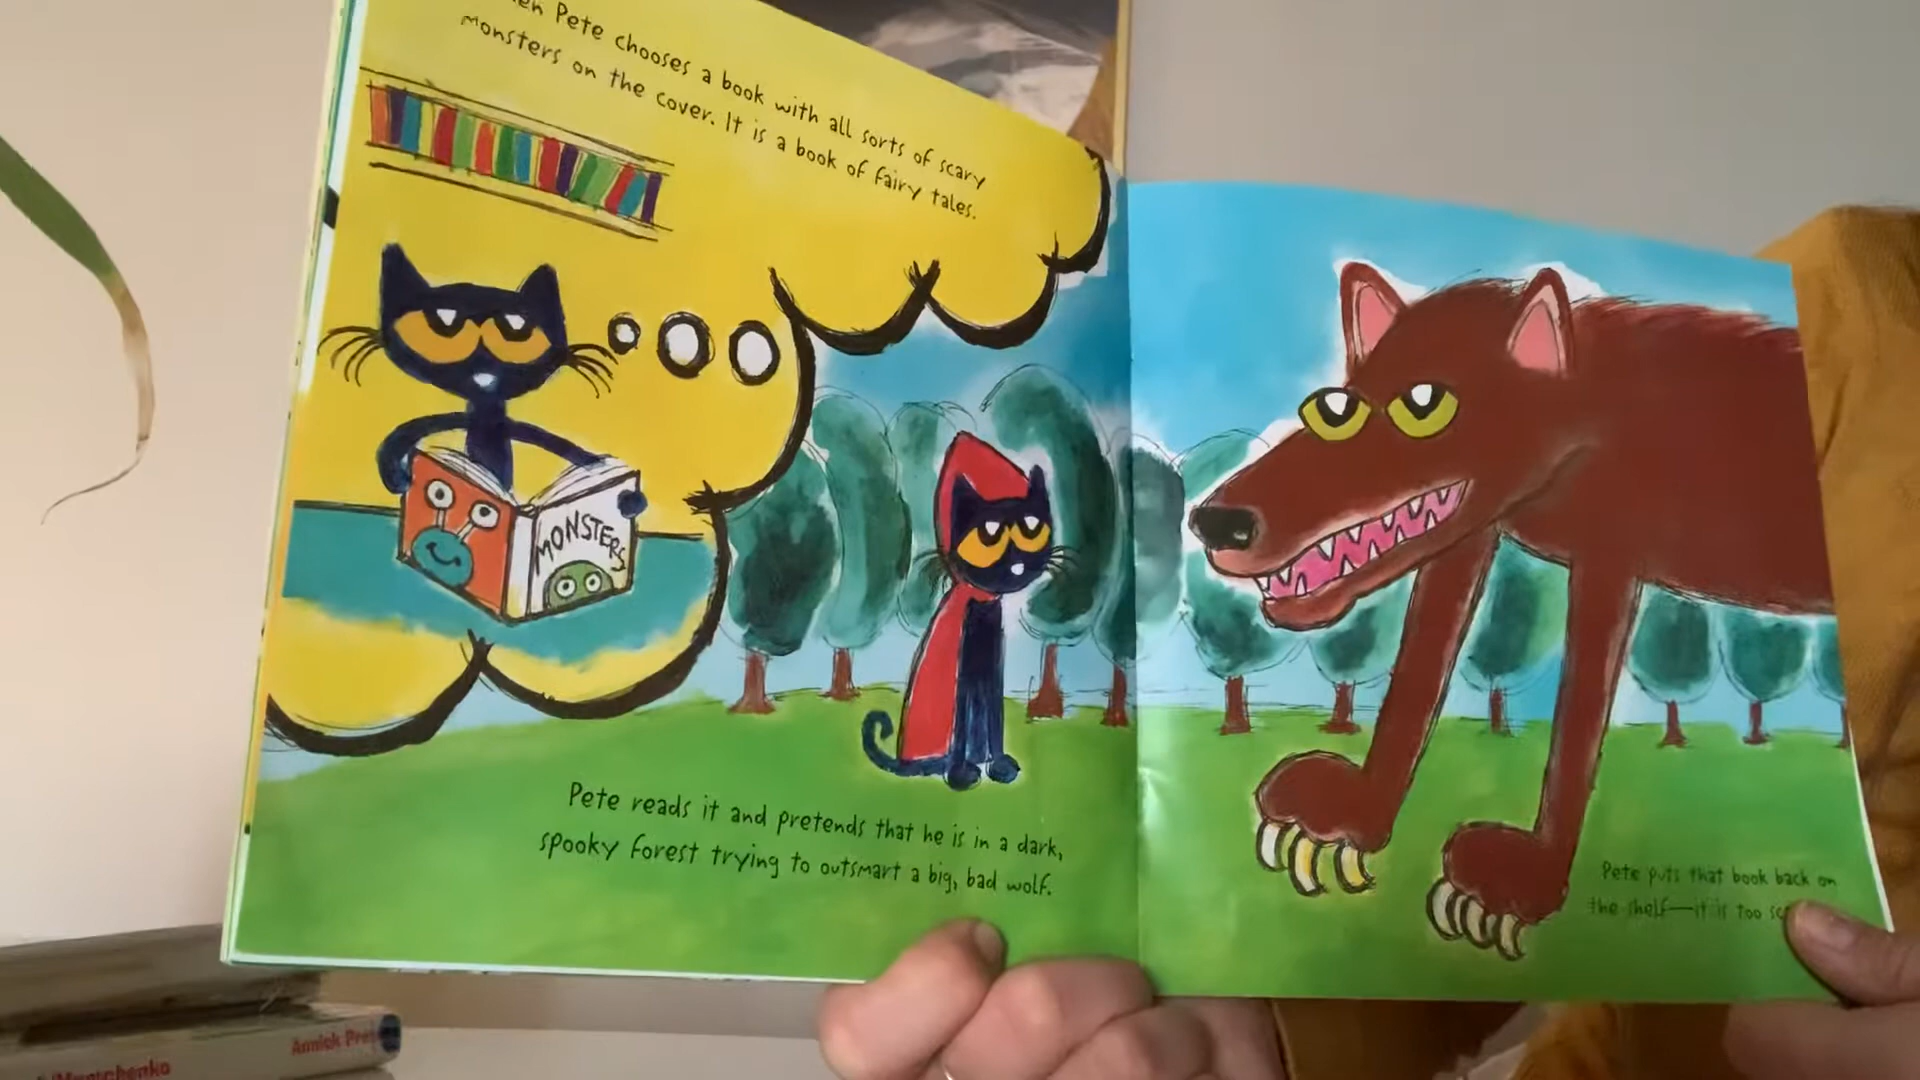 Pete chooses a book with all sorts of scary
monsters on the cover. It is a book of fairy tales.
MONSTERS
Pete reads it and pretends that he is in a dark,
spooky forest trying to outsmart a big, bad wolf.
Pete puts that book back on
the shelf—it is too
Annick